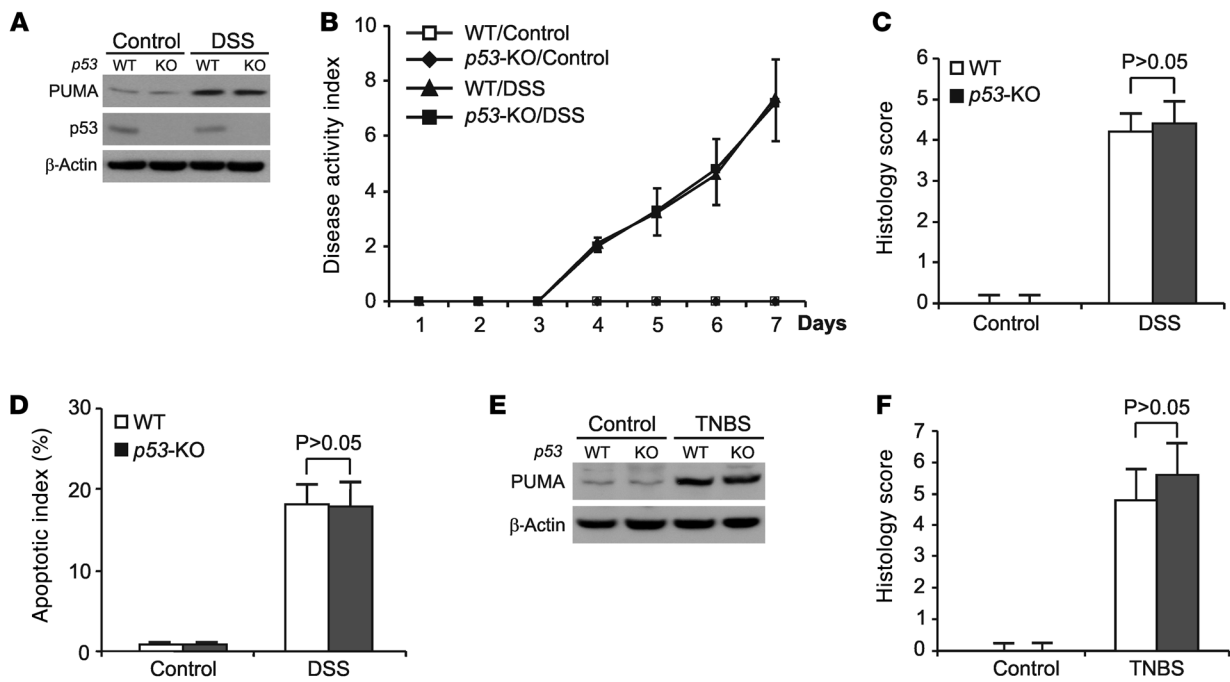 A
Control DSS
p53 WT KO WT KO
PUMA
p53
β-Actin
B
Disease activity index
10
8
6
4
2
0
WT/Control
p53-KO/Control
WT/DSS
p53-KO/DSS
1 2 3 4 5 6 7 Days
C
Histology score
6
5
4
3
2
1
0
WT
p53-KO
P>0.05
Control DSS
D
Apoptotic index (%)
30
20
10
0
WT
p53-KO
P>0.05
Control DSS
E
Control TNBS
p53 WT KO WT KO
PUMA
β-Actin
F
Histology score
7
6
5
4
3
2
1
0
P>0.05
Control TNBS